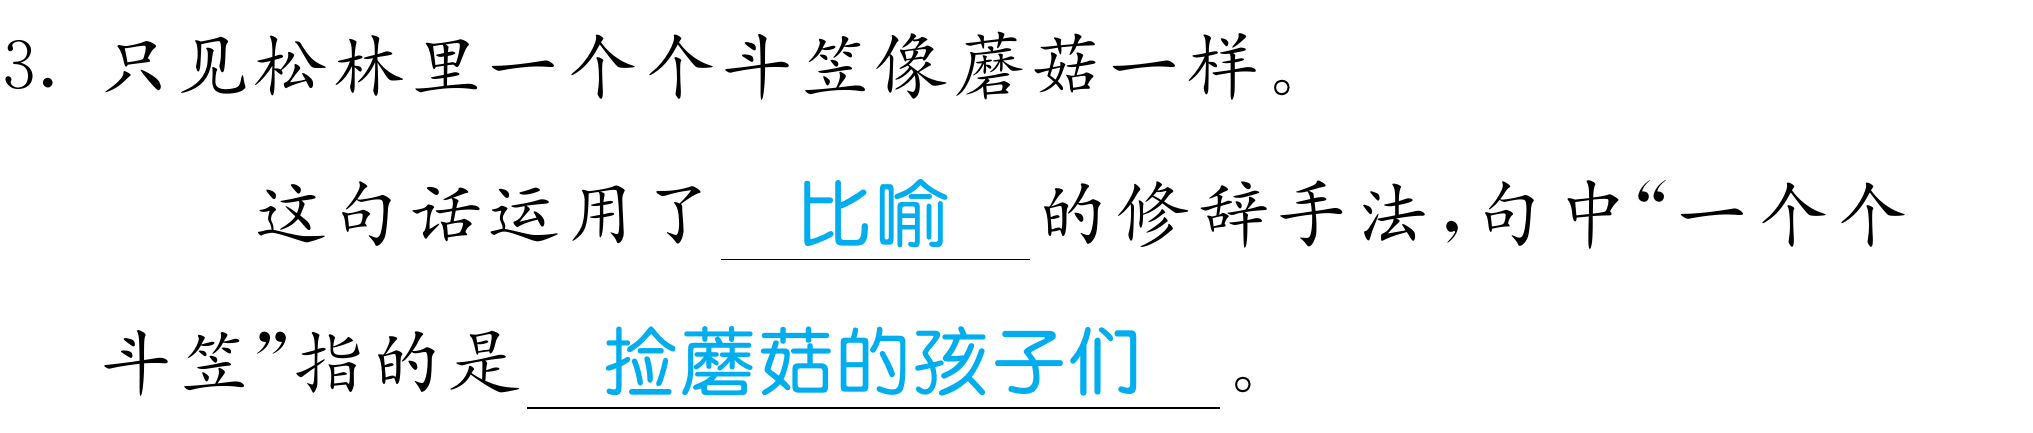 3. 只见松林里一个个斗笠像蘑菇一样。
这句话运用了 比喻 的修辞手法,句中“一个个
斗笠”指的是 捡蘑菇的孩子们 。